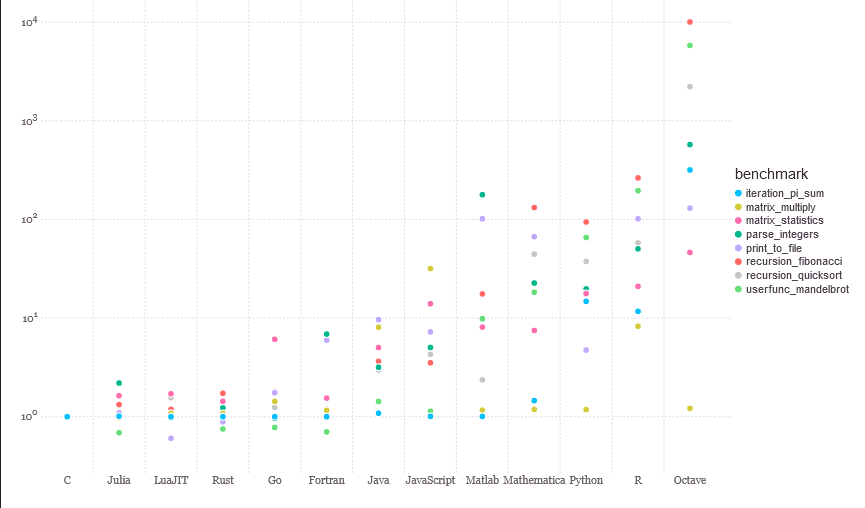 10⁴
10³
10²
10¹
10⁰
C Julia LuaJIT Rust Go Fortran Java JavaScript Matlab Mathematica Python R Octave
benchmark
iteration_pi_sum
matrix_multiply
matrix_statistics
parse_integers
print_to_file
recursion_fibonacci
recursion_quicksort
userfunc_mandelbrot